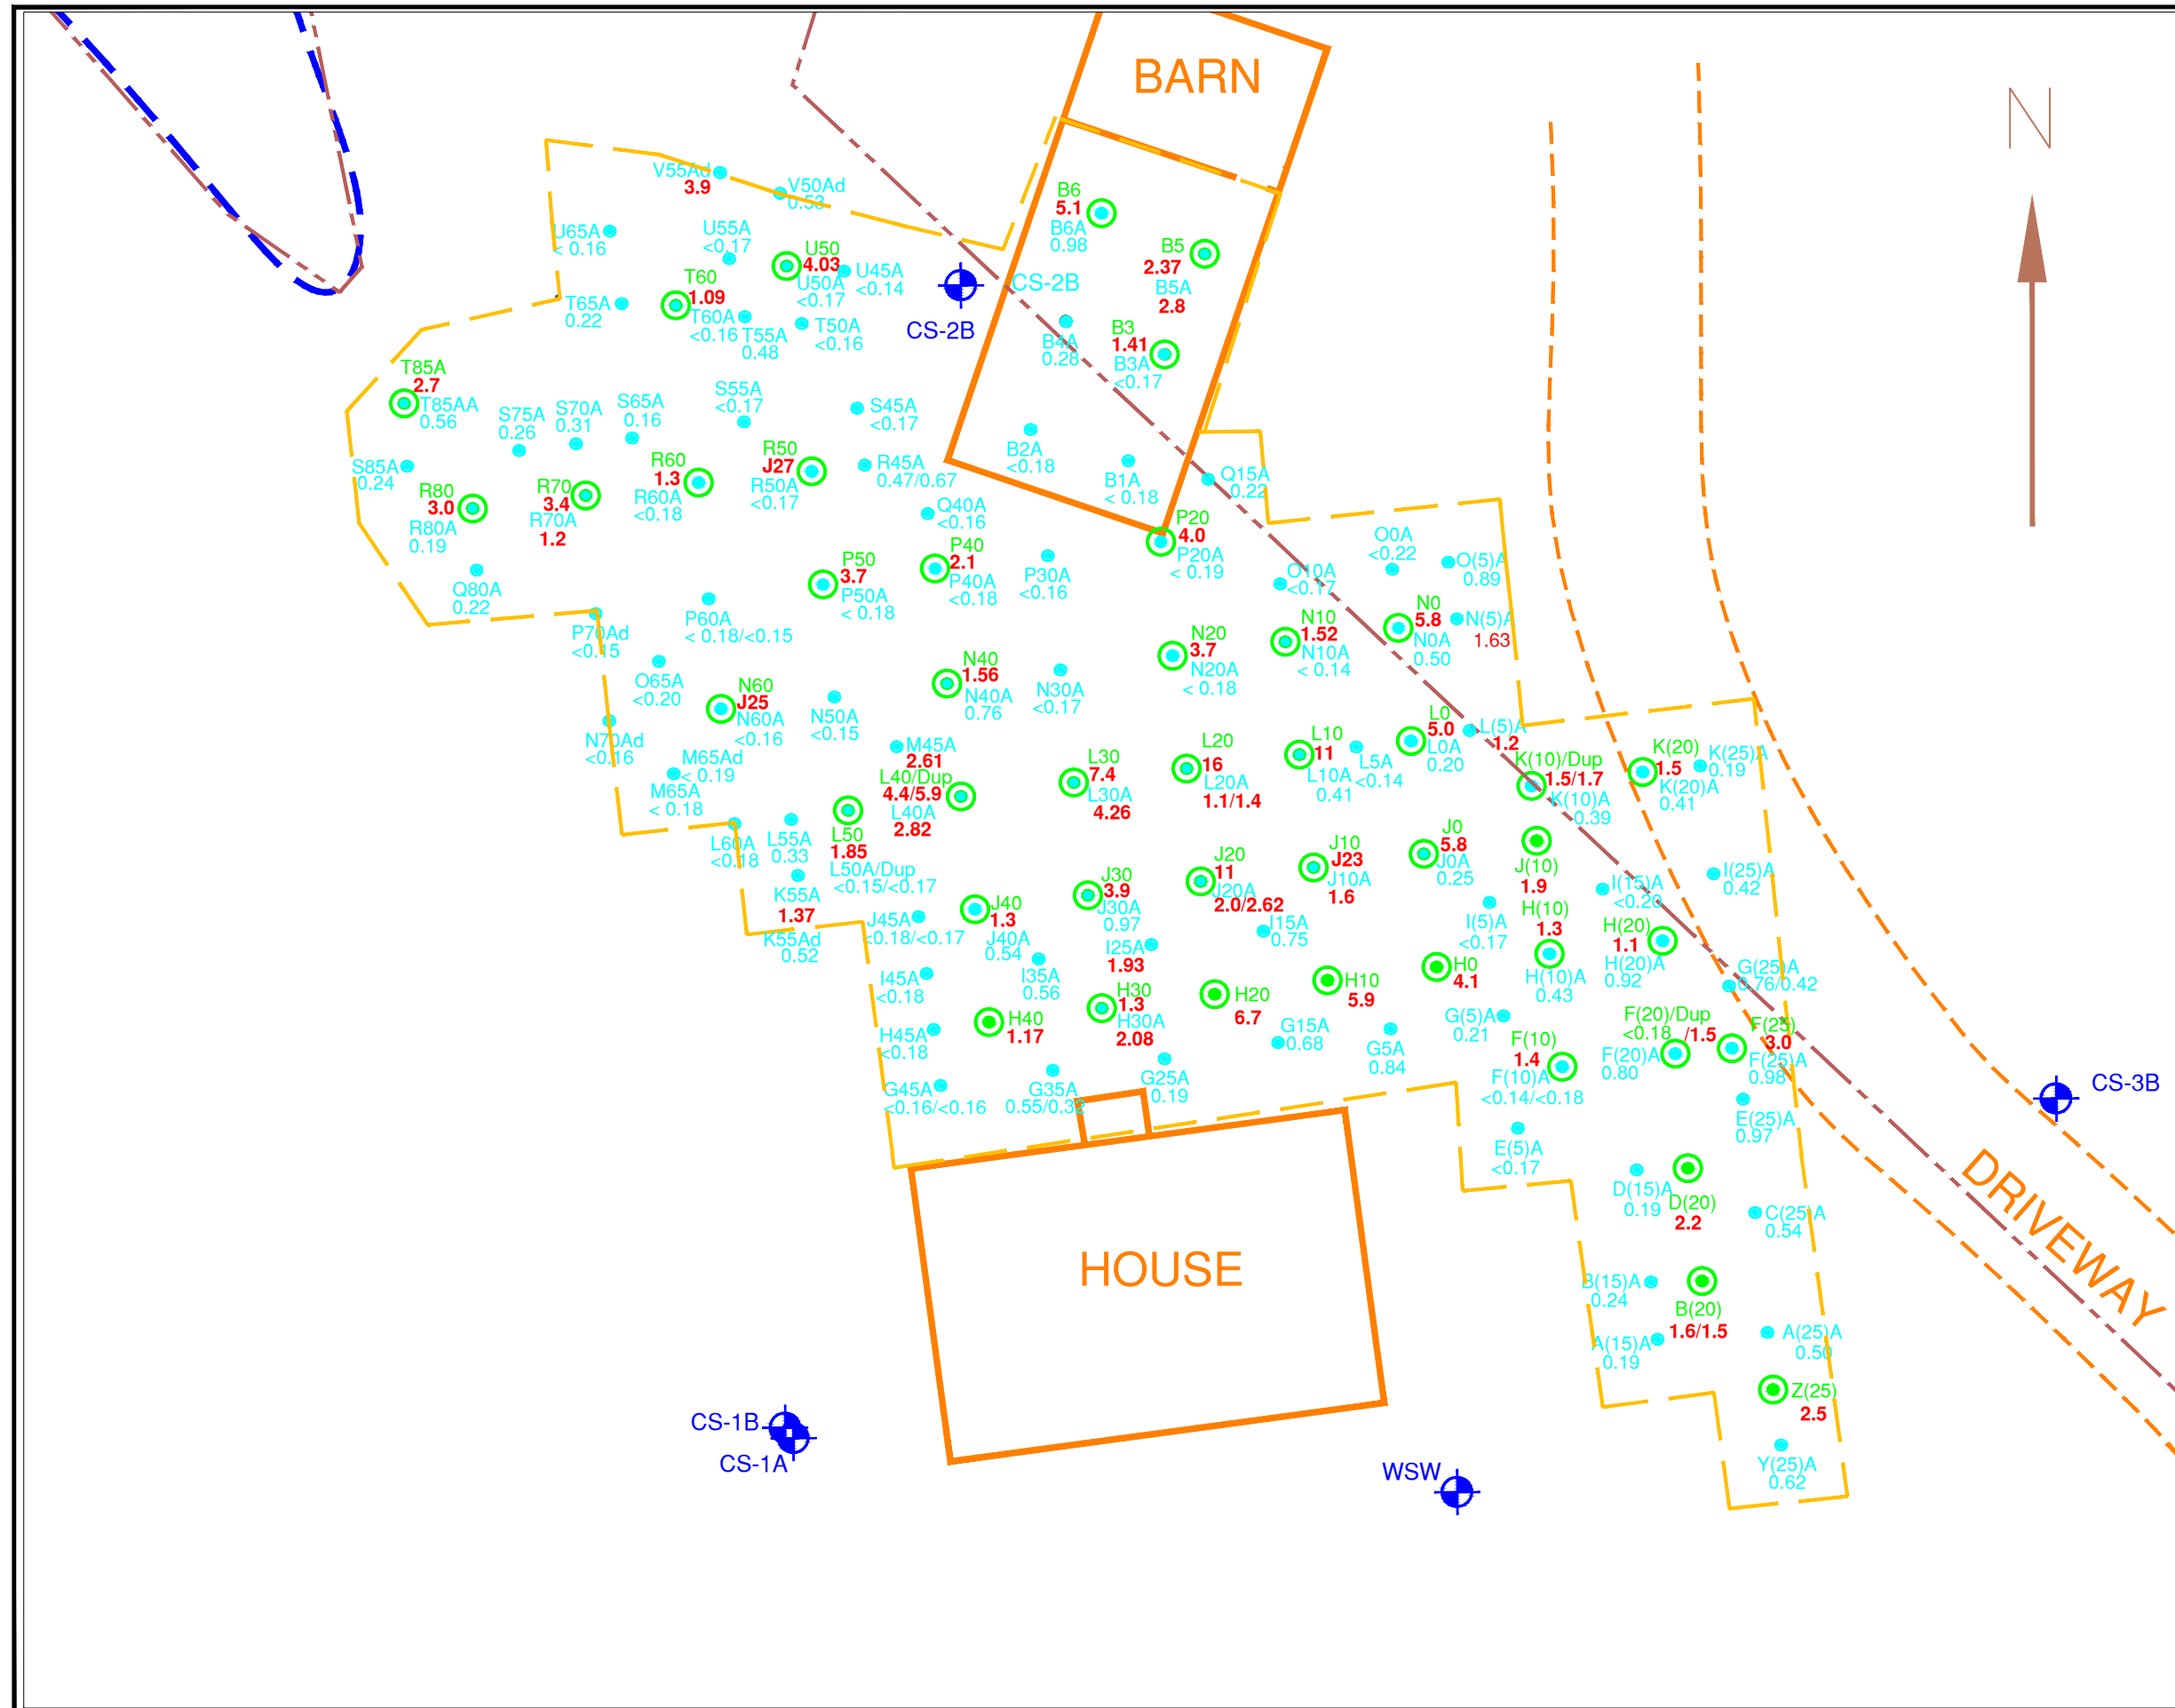 BARN
N
V55Ad
3.9
V50Ad
0.53
B6
5.1
B6A
0.98
U65A
< 0.16
U55A
<0.17
U50
4.03
U50A
<0.17
U45A
<0.14
B5
2.37
B5A
2.8
CS-2B
CS-2B
T60
1.09
T60A
<0.16
T65A
0.22
T55A
0.48
T50A
<0.16
B4A
0.28
B3
1.41
B3A
<0.17
T85A
2.7
T85AA
0.56
S75A
0.26
S70A
0.31
S65A
0.16
S55A
<0.17
S45A
<0.17
B2A
<0.18
B1A
< 0.18
Q15A
0.22
S85A
0.24
R80
3.0
R80A
0.19
R70
3.4
R70A
1.2
R60
1.3
R60A
<0.18
R50
J27
R50A
<0.17
R45A
0.47/0.67
Q40A
<0.16
P20
4.0
P20A
< 0.19
O0A
<0.22
O(5)A
0.89
Q80A
0.22
P70Ad
<0.15
P60A
< 0.18/<0.15
P50
3.7
P50A
< 0.18
P40
2.1
P40A
<0.18
P30A
<0.16
O10A
<0.17
N0
5.8
N0A
0.50
N(5)A
1.63
N10
1.52
N10A
< 0.14
N20
3.7
N20A
< 0.18
O65A
<0.20
N60
J25
N60A
<0.16
N50A
<0.15
N40
1.56
N40A
0.76
N30A
<0.17
N70Ad
<0.16
M65Ad
< 0.19
M65A
< 0.18
M45A
2.61
L40/Dup
4.4/5.9
L40A
2.82
L30
7.4
L30A
4.26
L20
16
L20A
1.1/1.4
L10
11
L10A
0.41
L5A
<0.14
L0
5.0
L0A
0.20
L(5)A
1.2
K(10)/Dup
1.5/1.7
K(10)A
0.39
K(20)
1.5
K(20)A
0.41
K(25)A
0.19
L60A
<0.18
L55A
0.33
L50
1.85
L50A/Dup
<0.15/<0.17
K55A
1.37
K55Ad
0.52
J45A
<0.18/<0.17
J40
1.3
J40A
0.54
J30
3.9
J30A
0.97
J20
11
J20A
2.0/2.62
J10
J23
J10A
1.6
J0
5.8
J0A
0.25
J(10)
1.9
I(15)A
<0.20
I(25)A
0.42
I45A
<0.18
I35A
0.56
I25A
1.93
I15A
0.75
I(5)A
<0.17
H(10)
1.3
H(10)A
0.43
H(20)
1.1
H(20)A
0.92
G(25)A
0.76/0.42
H45A
<0.18
H40
1.17
H30
1.3
H30A
2.08
H20
6.7
H10
5.9
H0
4.1
G45A
<0.16/<0.16
G35A
0.55/0.32
G25A
0.19
G15A
0.68
G5A
0.84
G(5)A
0.21
F(10)
1.4
F(10)A
<0.14/<0.18
F(20)/Dup
<0.18 /1.5
F(20)A
0.80
F(25)
3.0
F(25)A
0.98
CS-3B
E(5)A
<0.17
E(25)A
0.97
D(15)A
0.19
D(20)
2.2
C(25)A
0.54
DRIVEWAY
HOUSE
B(15)A
0.24
B(20)
1.6/1.5
A(15)A
0.19
A(25)A
0.50
Z(25)
2.5
Y(25)A
0.62
CS-1B
CS-1A
WSW